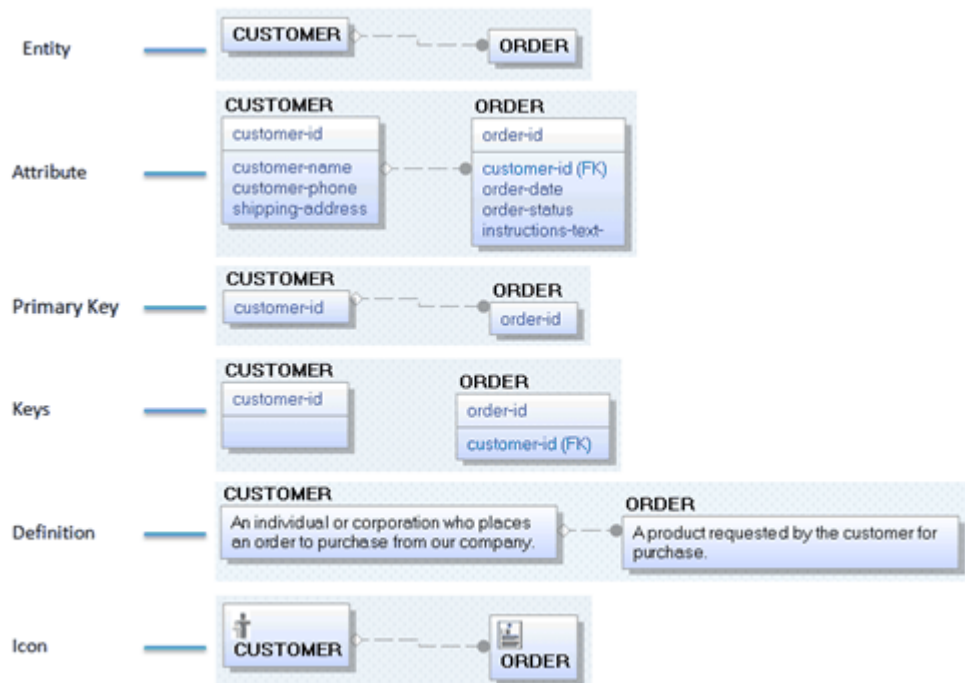 Entity
CUSTOMER
ORDER
Attribute
CUSTOMER
customer-id
customer-name
customer-phone
shipping-address
ORDER
order-id
customer-id (FK)
order-date
order-status
instructions-text-
Primary Key
CUSTOMER
customer-id
ORDER
order-id
Keys
CUSTOMER
customer-id
ORDER
order-id
customer-id (FK)
Definition
CUSTOMER
An individual or corporation who places
an order to purchase from our company.
ORDER
A product requested by the customer for
purchase.
Icon
CUSTOMER
ORDER